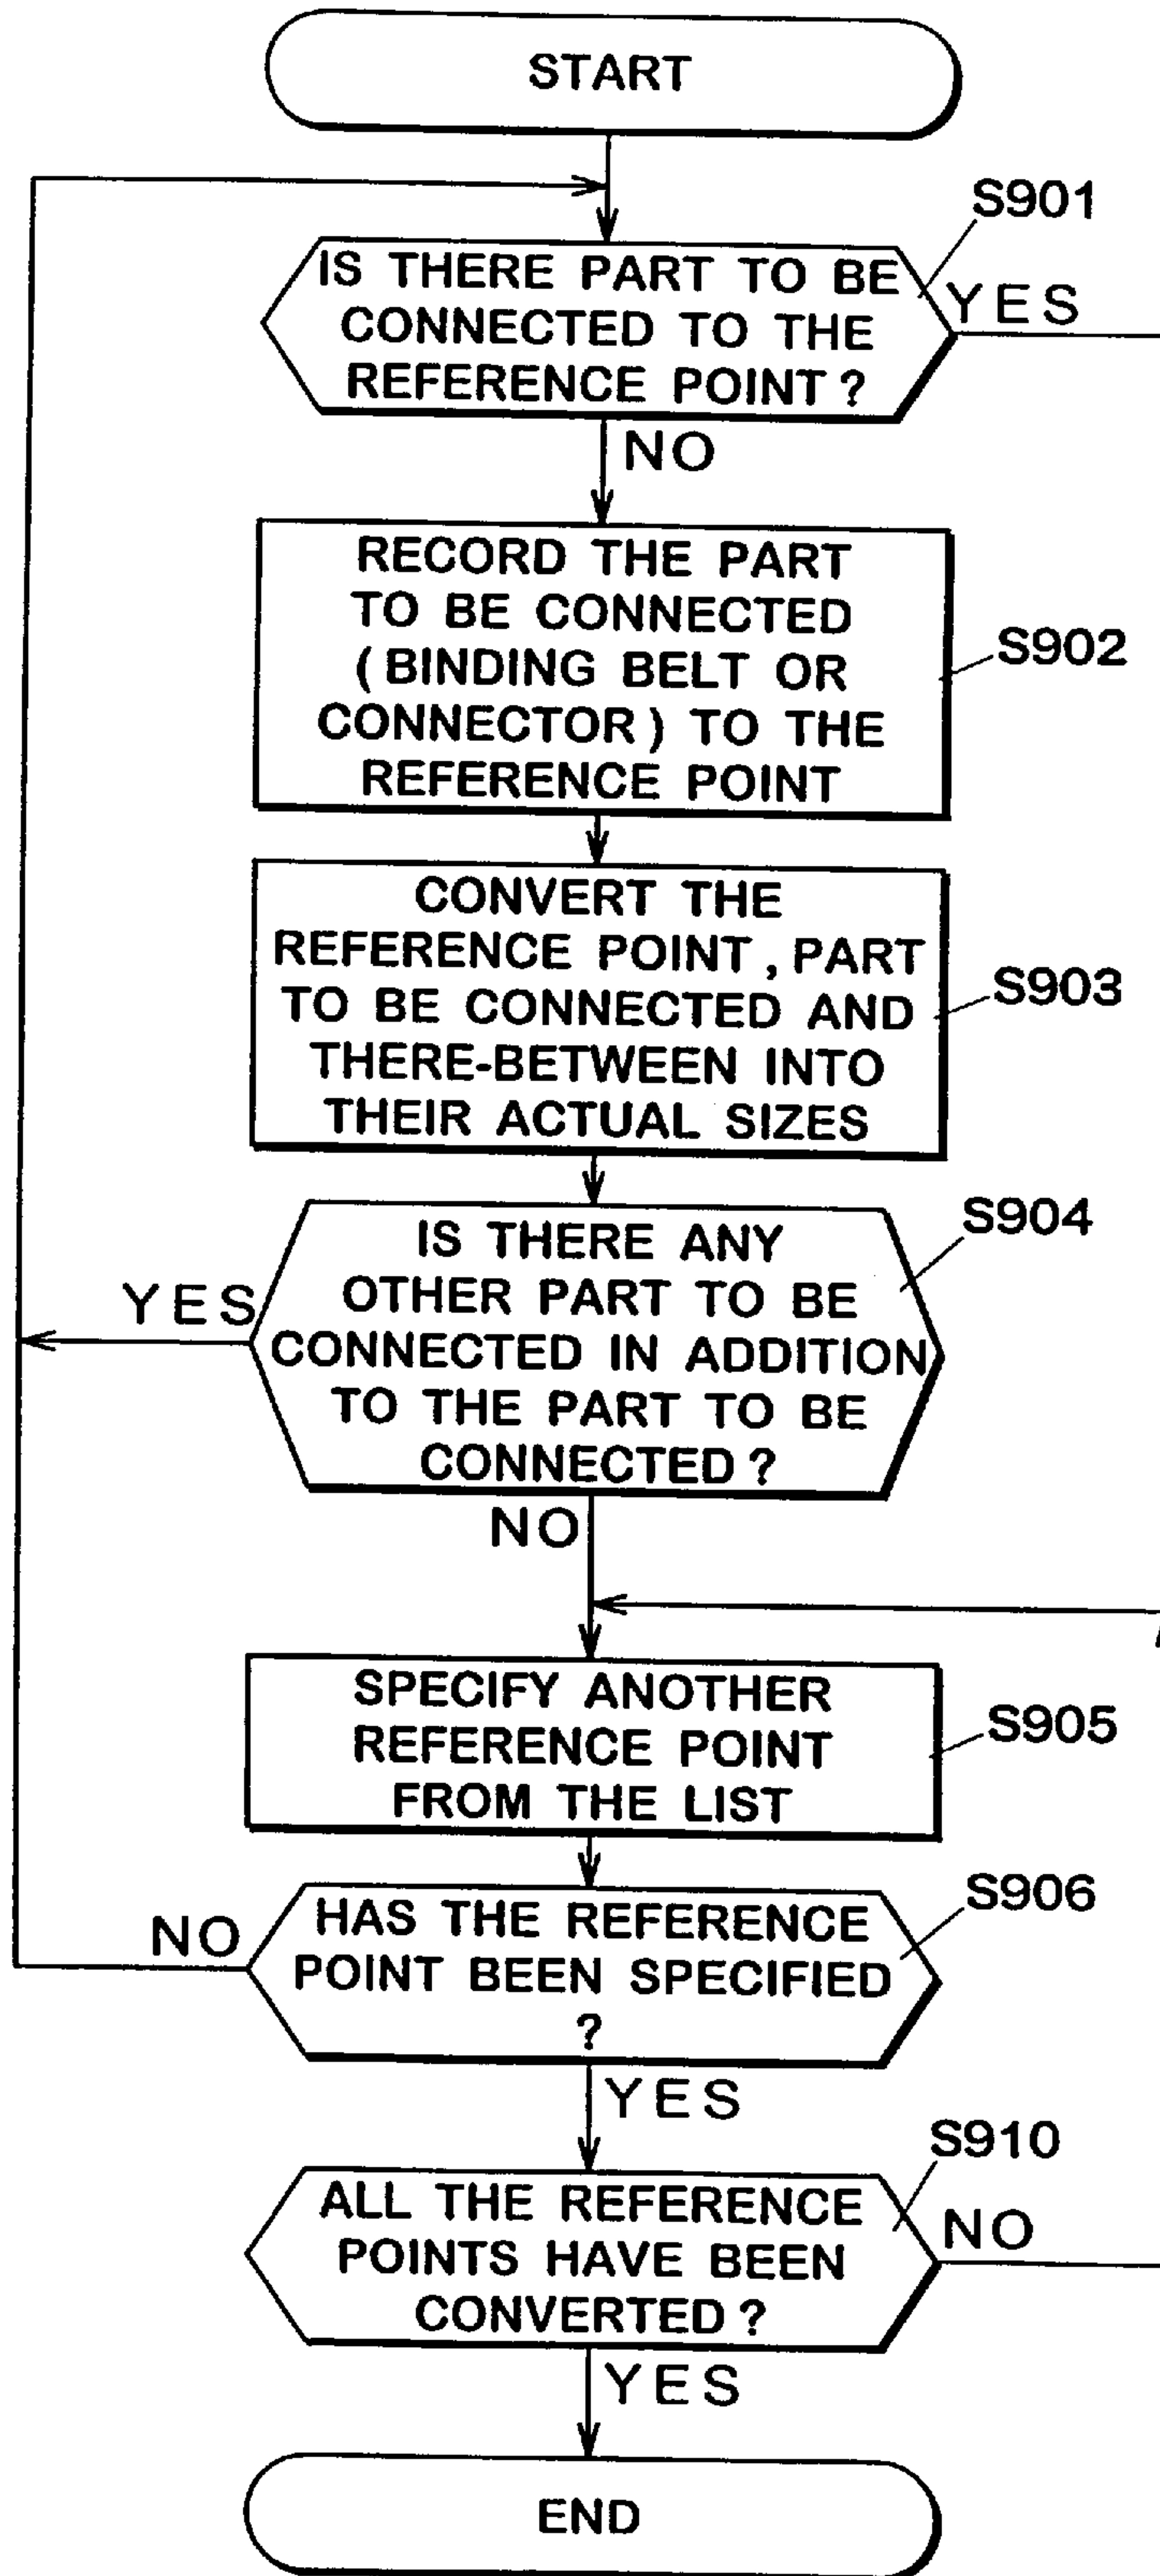 START
S901
IS THERE PART TO BE
CONNECTED TO THE
REFERENCE POINT ?
YES
NO
RECORD THE PART
TO BE CONNECTED
( BINDING BELT OR
CONNECTOR ) TO THE
REFERENCE POINT
S902
CONVERT THE
REFERENCE POINT , PART
TO BE CONNECTED AND
THERE-BETWEEN INTO
THEIR ACTUAL SIZES
S903
S904
IS THERE ANY
OTHER PART TO BE
CONNECTED IN ADDITION
TO THE PART TO BE
CONNECTED ?
YES
NO
SPECIFY ANOTHER
REFERENCE POINT
FROM THE LIST
S905
S906
HAS THE REFERENCE
POINT BEEN SPECIFIED
?
NO
YES
S910
ALL THE REFERENCE
POINTS HAVE BEEN
CONVERTED ?
NO
YES
END